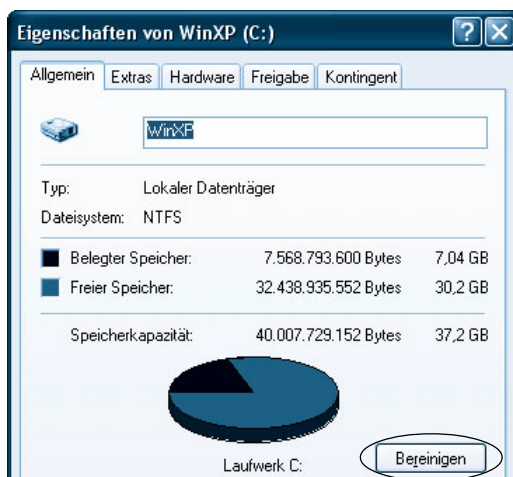 Eigenschaften von WinXP (C:)
Allgemein Extras Hardware Freigabe Kontingent
WinXP
Typ: Lokaler Datenträger
Dateisystem: NTFS
Belegter Speicher: 7.568.793.600 Bytes 7,04 GB
Freier Speicher: 32.438.935.552 Bytes 30,2 GB
Speicherkapazität: 40.007.729.152 Bytes 37,2 GB
Laufwerk C: Bereinigen